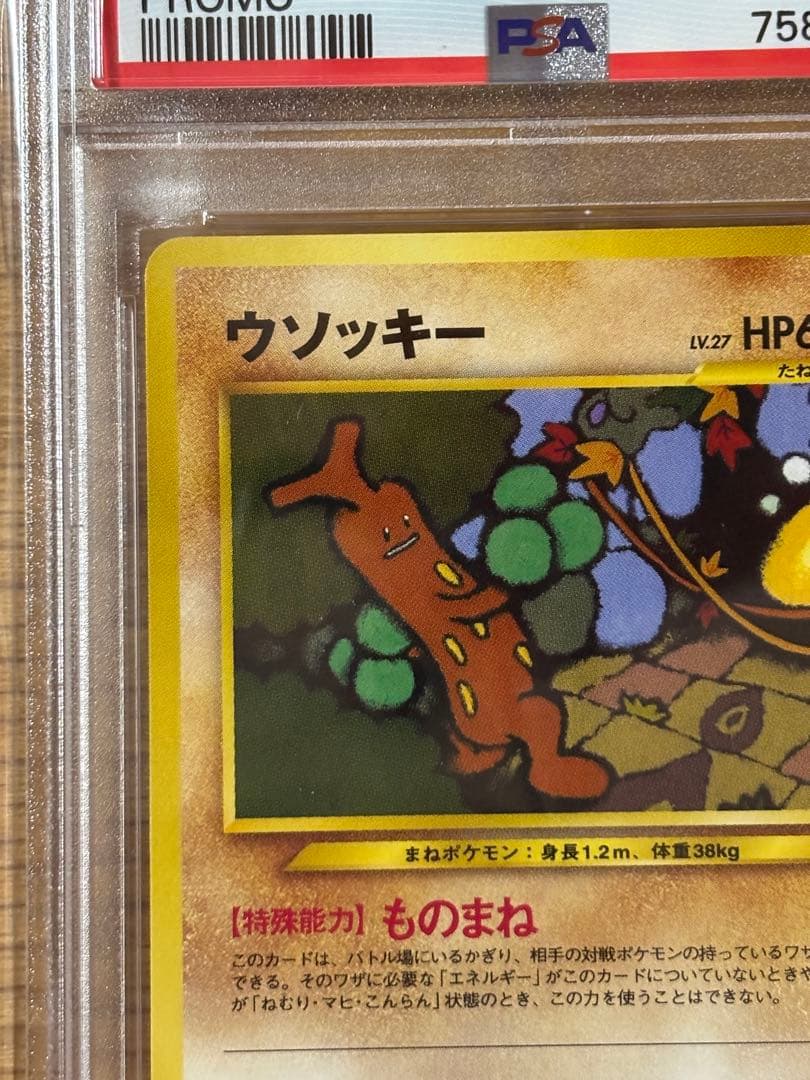 PROMO
PSA
758
ウソッキー
LV.27 HP6
たね
まねポケモン：身長1.2m、体重38kg
【特殊能力】ものまね
このカードは、バトル場にいるかぎり、相手の対戦ポケモンの持っているワザ
できる。そのワザに必要な「エネルギー」がこのカードについていないときや
が「ねむり・マヒ・こんらん」状態のとき、この力を使うことはできない。